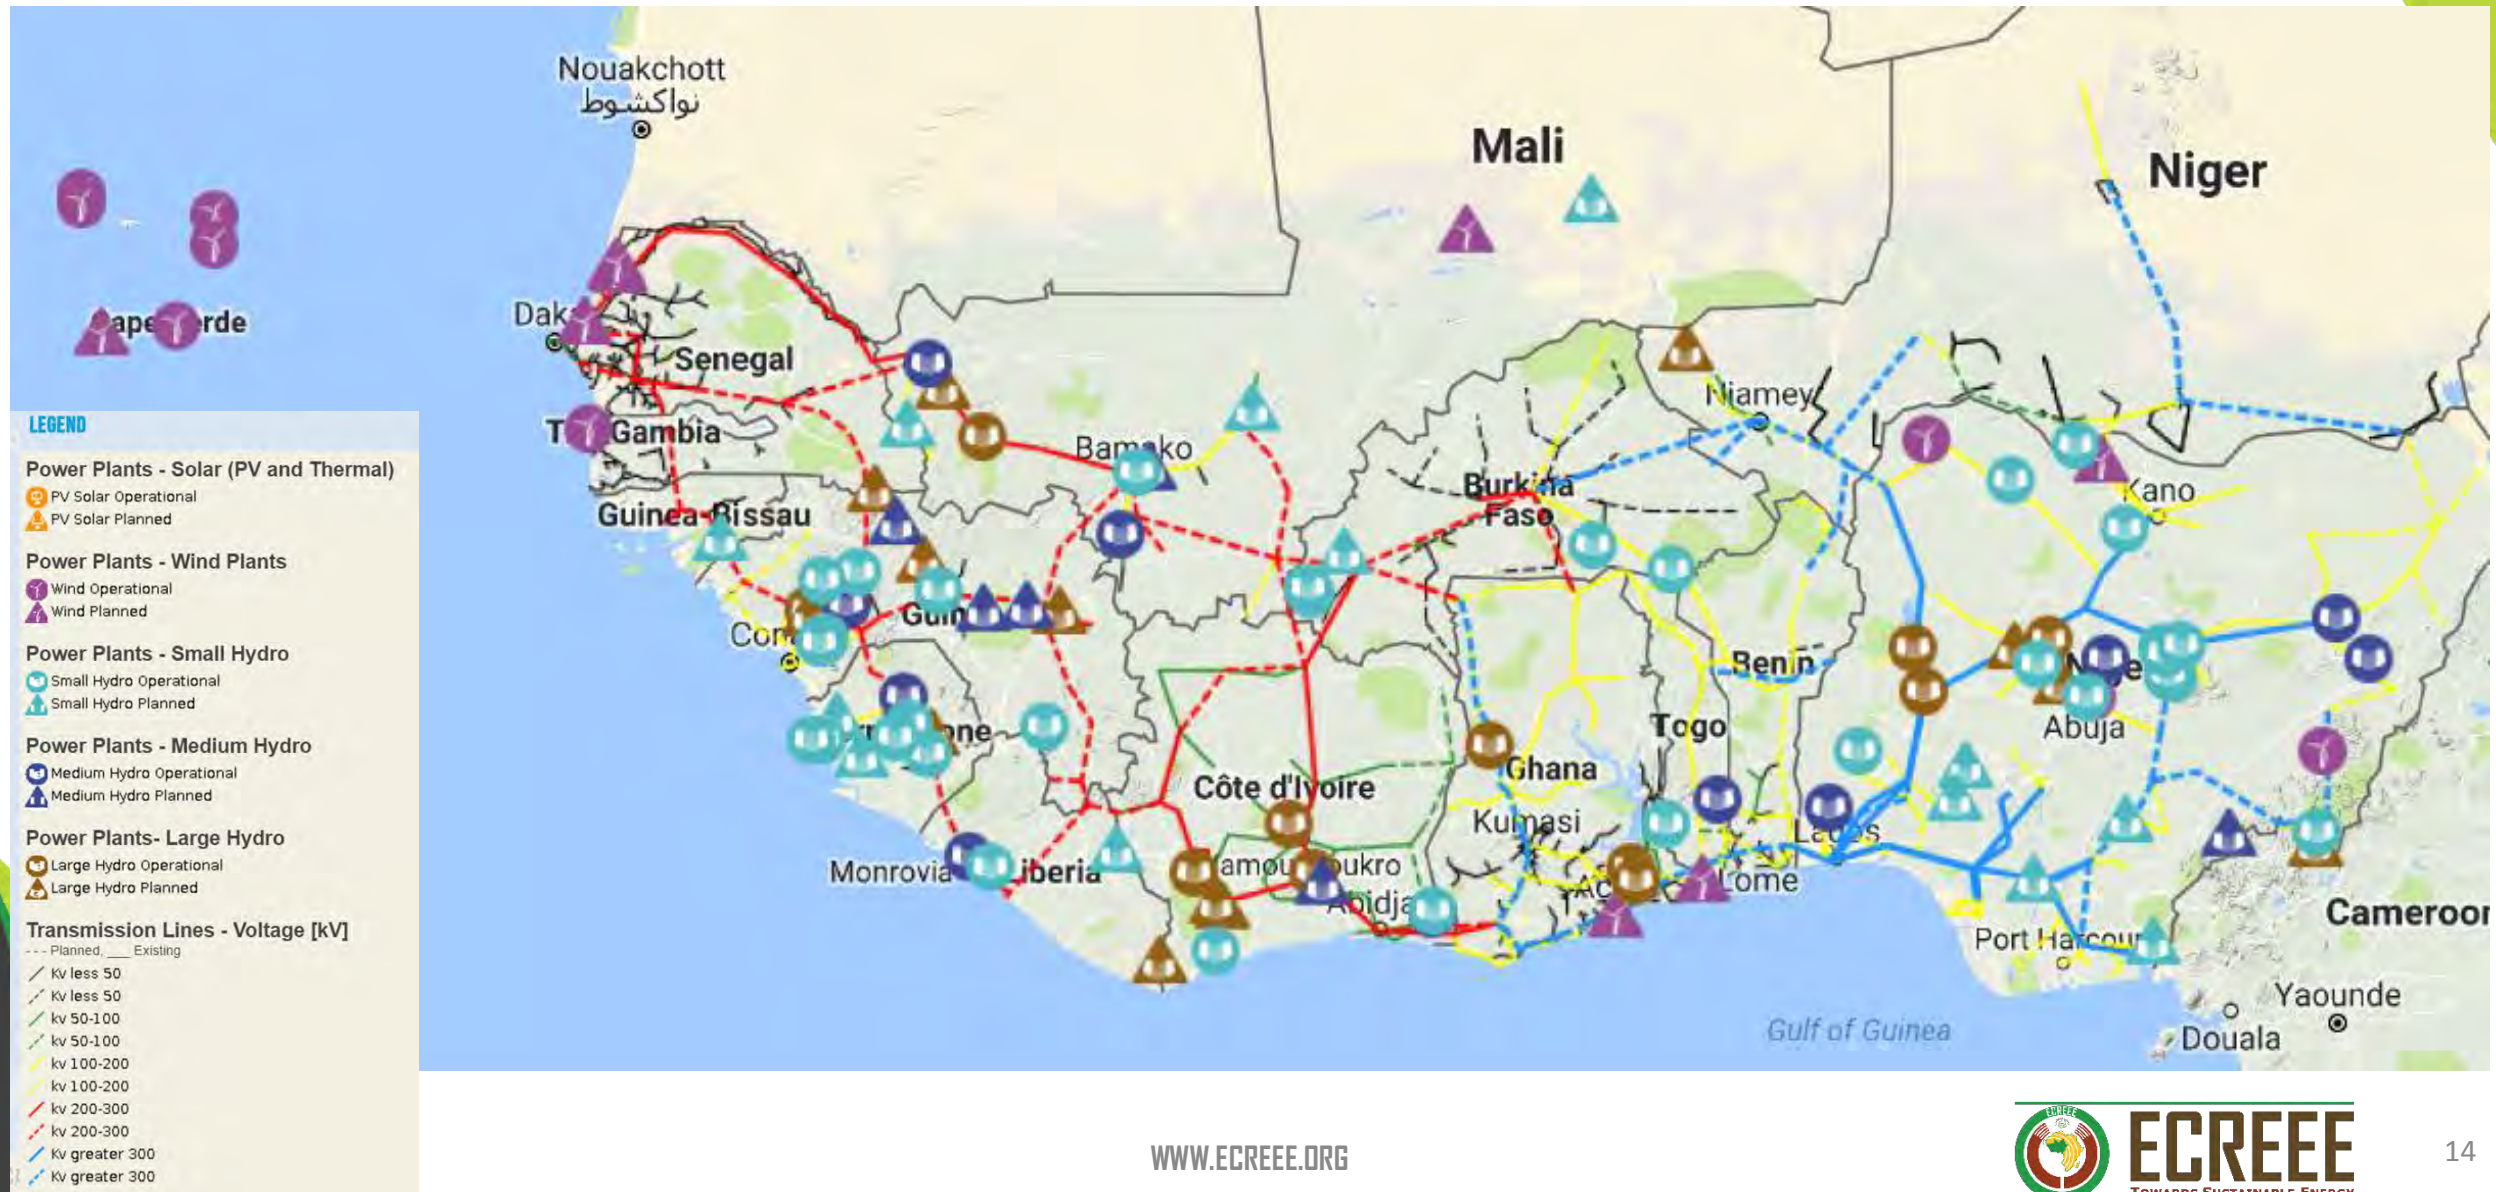 Nouakchott
نواكشوط
Mali
Niger
Senegal
Gambia
Niamey
Burkina
Faso
Kano
Guinea-Bissau
Benin
Togo
Abuja
Ghana
Côte d'Ivoire
Kumasi
Lagos
Monrovia
Lome
Cameroon
Port Harcourt
Yaounde
Gulf of Guinea
Douala
LEGEND
Power Plants - Solar (PV and Thermal)
PV Solar Operational
PV Solar Planned
Power Plants - Wind Plants
Wind Operational
Wind Planned
Power Plants - Small Hydro
Small Hydro Operational
Small Hydro Planned
Power Plants - Medium Hydro
Medium Hydro Operational
Medium Hydro Planned
Power Plants- Large Hydro
Large Hydro Operational
Large Hydro Planned
Transmission Lines - Voltage [kV]
--- Planned, ___ Existing
Kv less 50
Kv less 50
kv 50-100
kv 50-100
kv 100-200
kv 100-200
kv 200-300
kv 200-300
Kv greater 300
Kv greater 300
WWW.ECREEE.ORG
ECREEE
ECREEE
TOWARDS SUSTAINABLE ENERGY
14